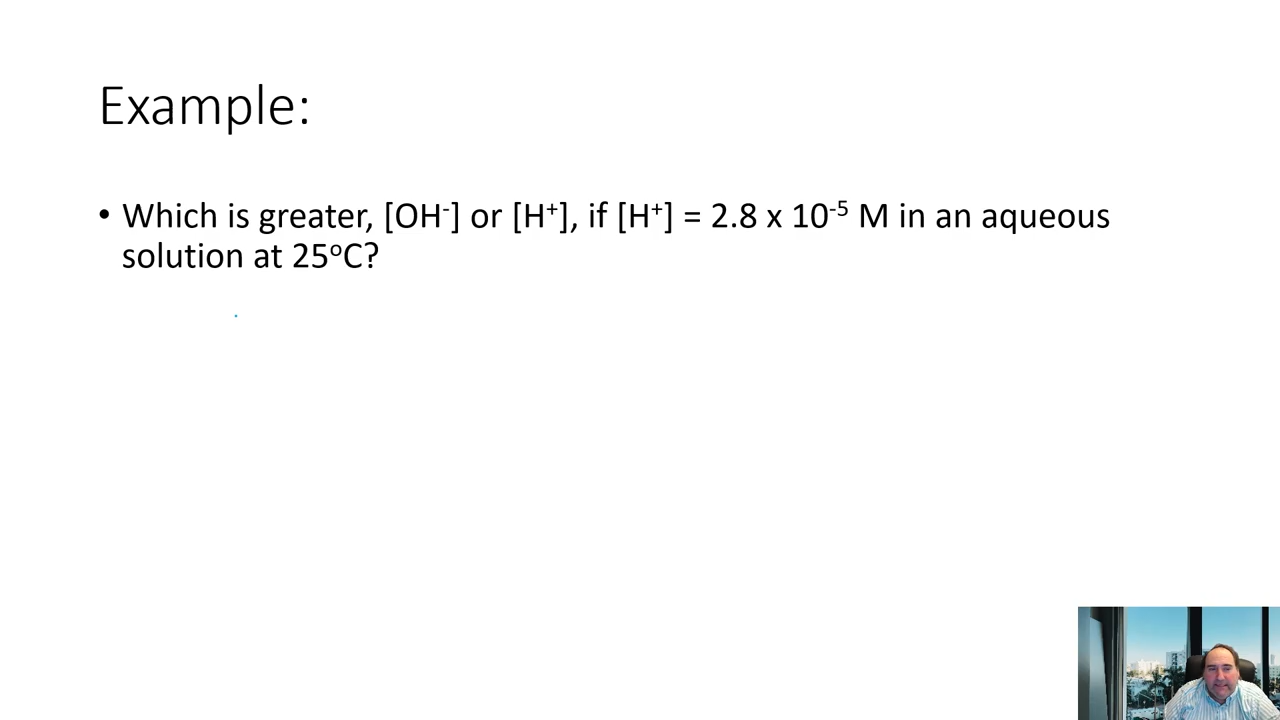 Example:
• Which is greater, [OH⁻] or [H⁺], if [H⁺] = 2.8 x 10⁻⁵ M in an aqueous
solution at 25ᵒC?